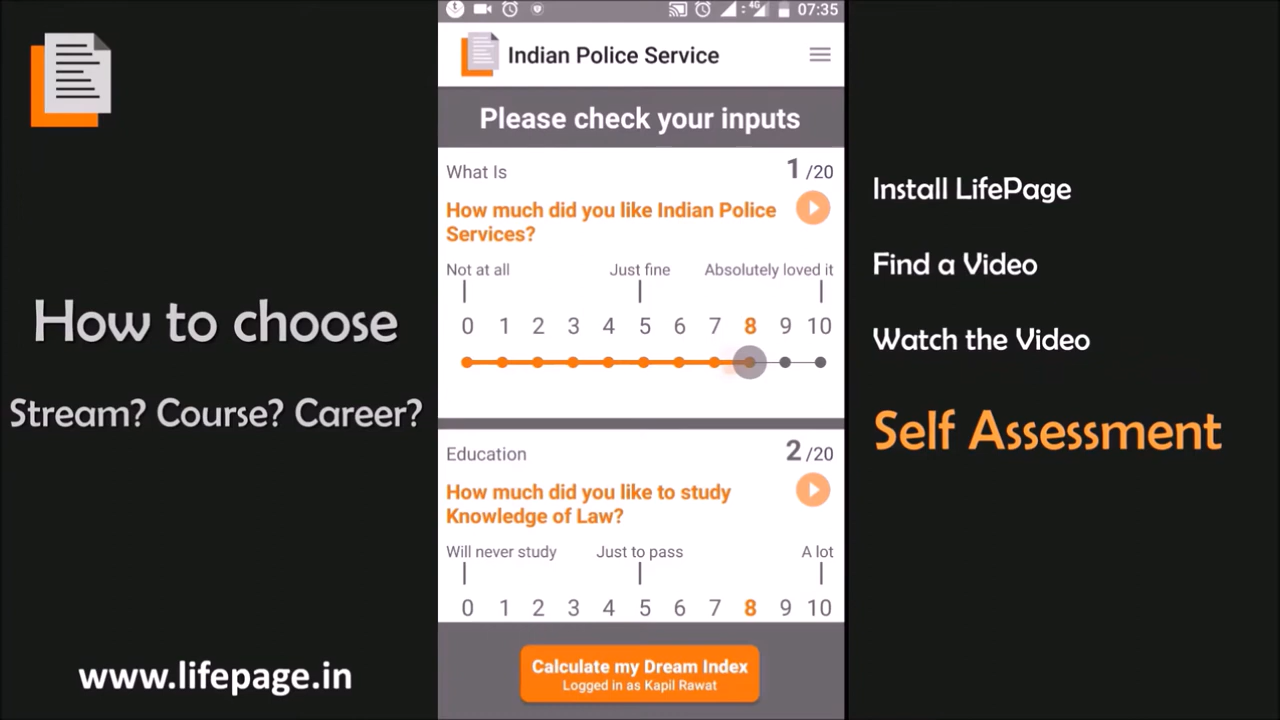 How to choose
Stream? Course? Career?
www.lifepage.in
4G 07:35
Indian Police Service
Please check your inputs
What Is 1 /20
How much did you like Indian Police
Services?
Not at all Just fine Absolutely loved it
0 1 2 3 4 5 6 7 8 9 10
Education 2 /20
How much did you like to study
Knowledge of Law?
Will never study Just to pass A lot
0 1 2 3 4 5 6 7 8 9 10
Calculate my Dream Index
Logged in as Kapil Rawat
Install LifePage
Find a Video
Watch the Video
Self Assessment